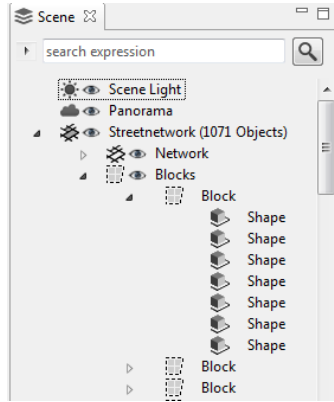 Scene
search expression
Scene Light
Panorama
Streetnetwork (1071 Objects)
Network
Blocks
Block
Shape
Shape
Shape
Shape
Shape
Shape
Shape
Block
Block